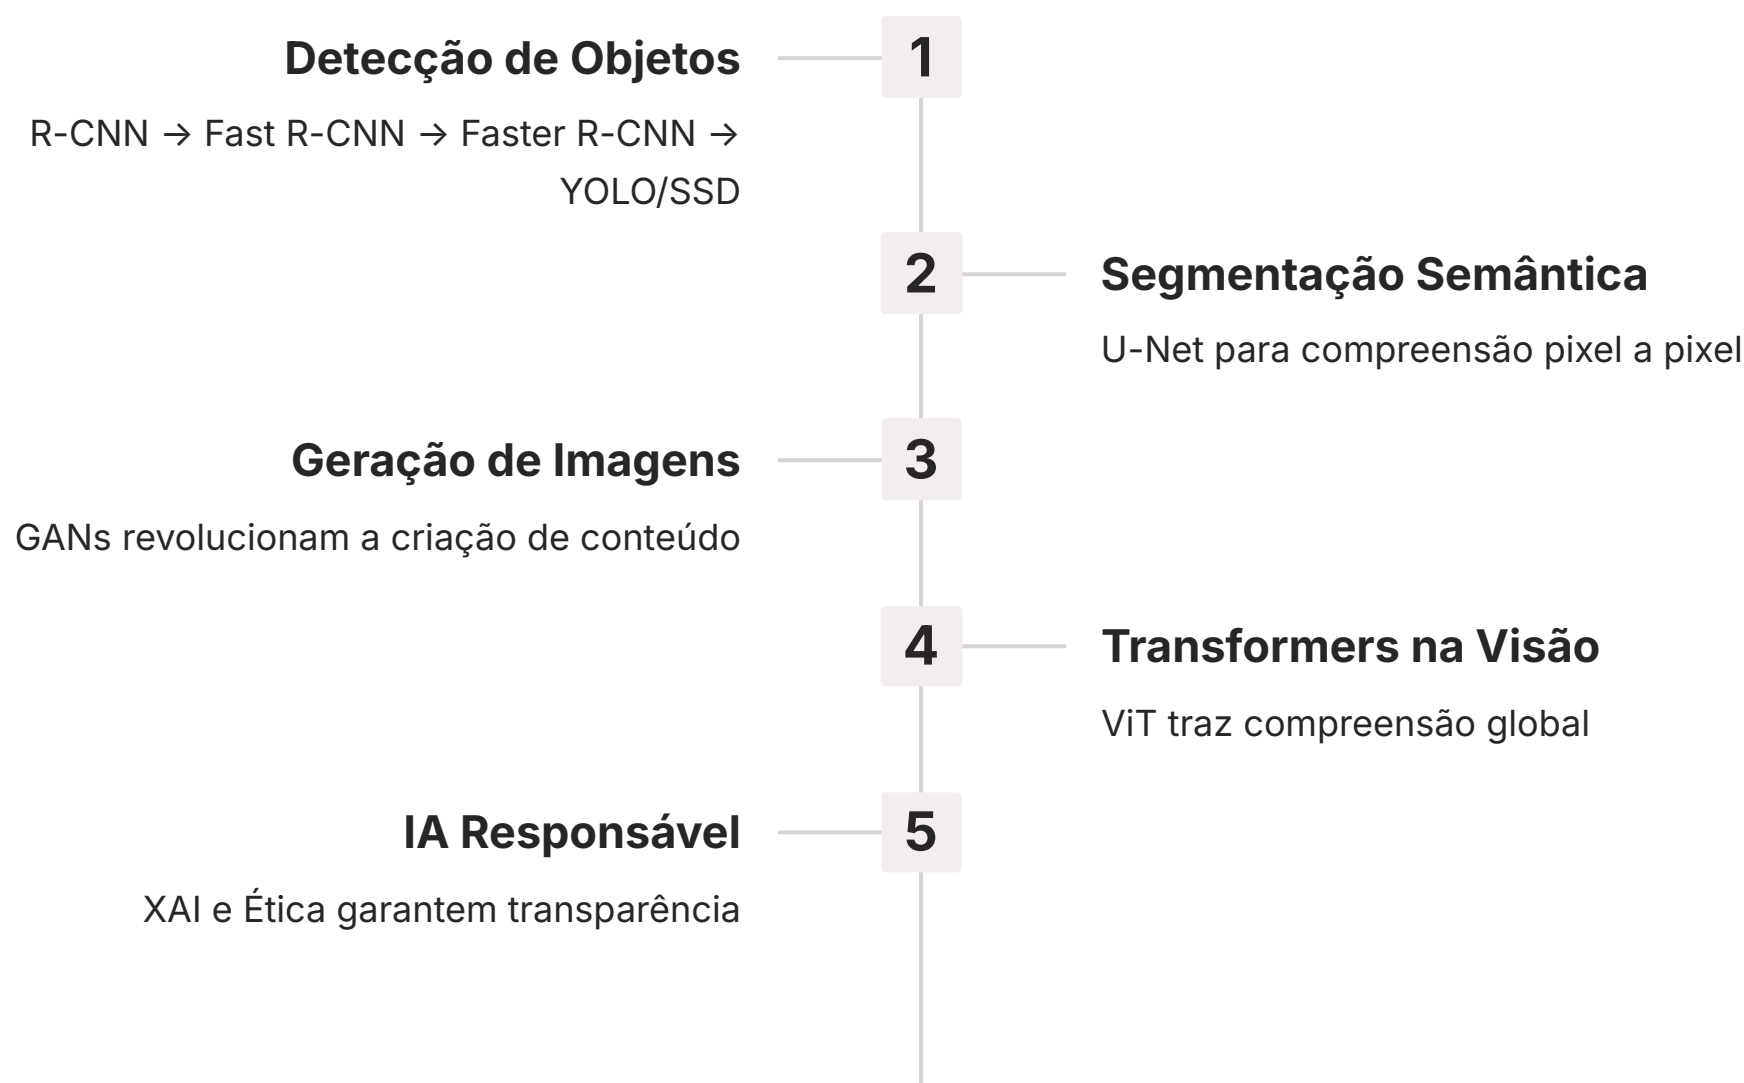 1
Detecção de Objetos
R-CNN → Fast R-CNN → Faster R-CNN →
YOLO/SSD
2
Segmentação Semântica
U-Net para compreensão pixel a pixel
3
Geração de Imagens
GANs revolucionam a criação de conteúdo
4
Transformers na Visão
ViT traz compreensão global
5
IA Responsável
XAI e Ética garantem transparência